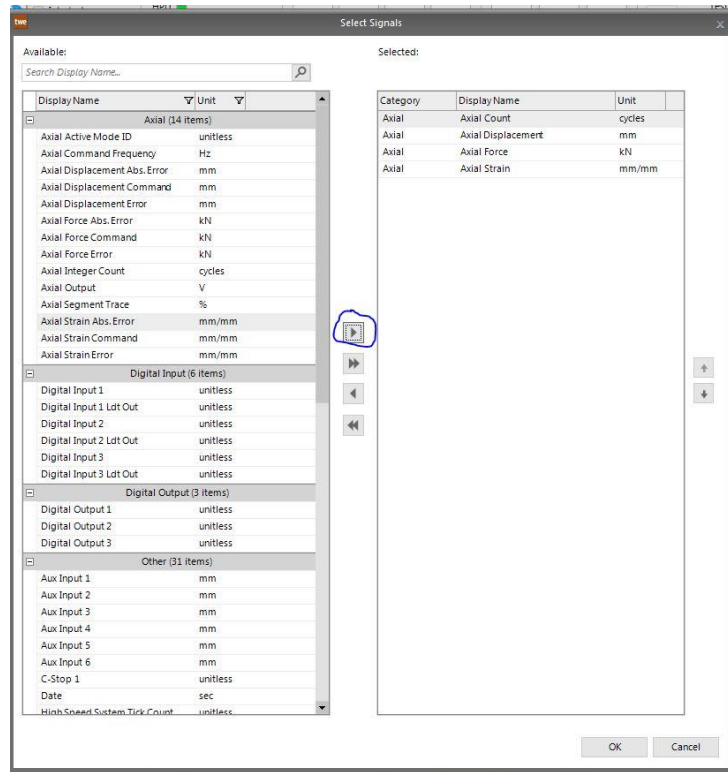 twe Select Signals x
Available: Selected:
Search Display Name...
Display Name Unit
Axial (14 items)
Axial Active Mode ID unitless
Axial Command Frequency Hz
Axial Displacement Abs. Error mm
Axial Displacement Command mm
Axial Displacement Error mm
Axial Force Abs. Error kN
Axial Force Command kN
Axial Force Error kN
Axial Integer Count cycles
Axial Output V
Axial Segment Trace %
Axial Strain Abs. Error mm/mm
Axial Strain Command mm/mm
Axial Strain Error mm/mm
Digital Input (6 items)
Digital Input 1 unitless
Digital Input 1 Ldt Out unitless
Digital Input 2 unitless
Digital Input 2 Ldt Out unitless
Digital Input 3 unitless
Digital Input 3 Ldt Out unitless
Digital Output (3 items)
Digital Output 1 unitless
Digital Output 2 unitless
Digital Output 3 unitless
Other (31 items)
Aux Input 1 mm
Aux Input 2 mm
Aux Input 3 mm
Aux Input 4 mm
Aux Input 5 mm
Aux Input 6 mm
C-Stop 1 unitless
Date sec
High Speed System Tick Count unitless
Category Display Name Unit
Axial Axial Count cycles
Axial Axial Displacement mm
Axial Axial Force kN
Axial Axial Strain mm/mm
OK Cancel